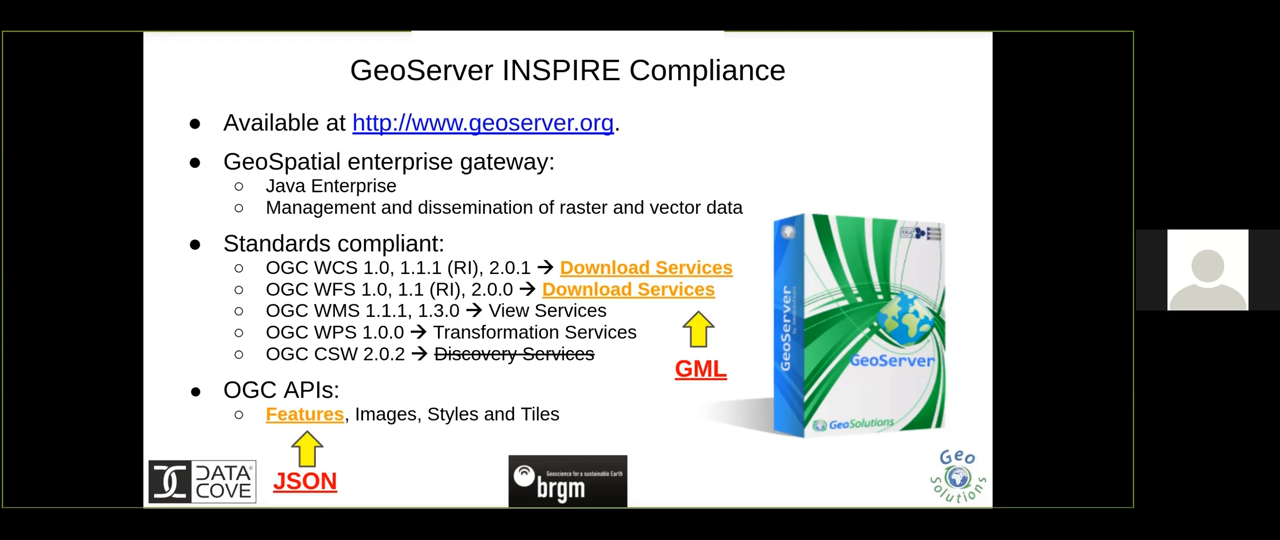 GeoServer INSPIRE Compliance
● Available at http://www.geoserver.org.
● GeoSpatial enterprise gateway:
○ Java Enterprise
○ Management and dissemination of raster and vector data
● Standards compliant:
○ OGC WCS 1.0, 1.1.1 (RI), 2.0.1 → Download Services
○ OGC WFS 1.0, 1.1 (RI), 2.0.0 → Download Services
○ OGC WMS 1.1.1, 1.3.0 → View Services
○ OGC WPS 1.0.0 → Transformation Services
○ OGC CSW 2.0.2 → Discovery Services
GML
● OGC APIs:
○ Features, Images, Styles and Tiles
JSON
GeoServer
OGC
GeoServer
GeoSolutions
DATA
COVE
Geoscience for a sustainable Earth
brgm
Geo
Solutions